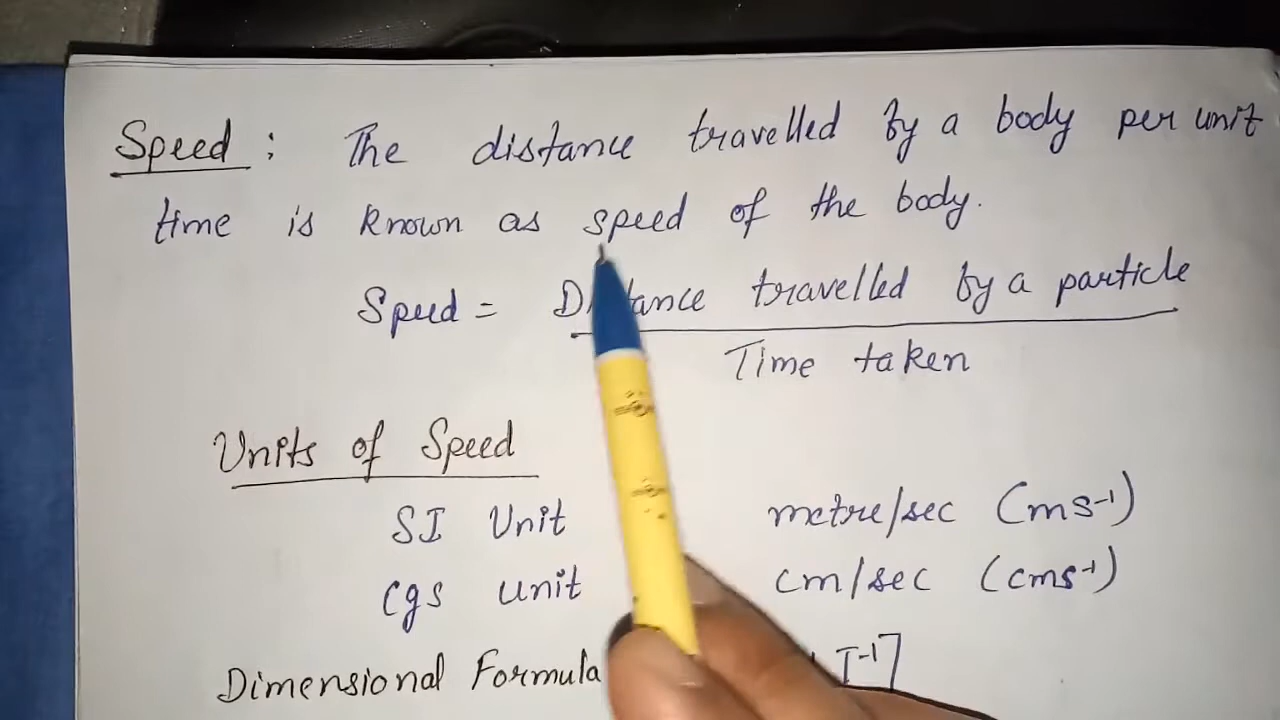 Speed : The distance travelled by a body per unit
time is known as speed of the body.
Speed = Distance travelled by a particle
Time taken
Units of Speed
SI Unit metre/sec (ms⁻¹)
Cgs unit cm/sec (cms⁻¹)
Dimensional Formula T⁻¹]